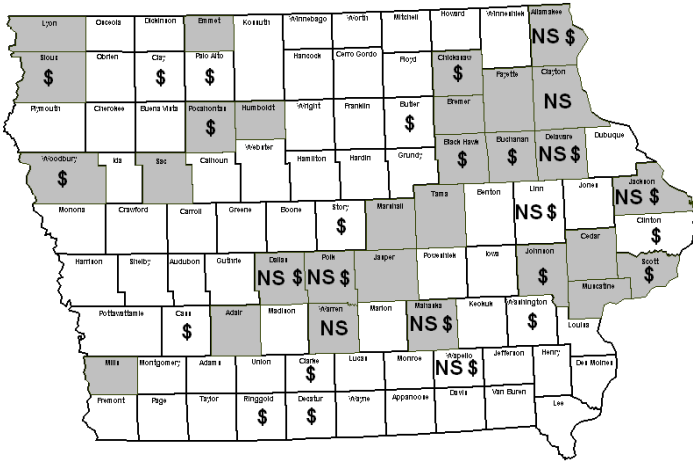 Lyon Osceola Dickinson Emmet Kossuth Winnebago Worth Mitchell Howard Winneshiek Allamakee
NS $
Sioux Obrien Clay Palo Alto Hancock Cerro Gordo Floyd Chickasaw Fayette Clayton
$ $ $ $ NS
Plymouth Cherokee Buena Vista Pocahontas Humboldt Wright Franklin Butler Bremer
$ $
Woodbury Ida Sac Calhoun Webster Hamilton Hardin Grundy Black Hawk Buchanan Delaware Dubuque
$ $ $ NS $
Monona Crawford Carroll Greene Boone Story Marshall Tama Benton Linn Jones Jackson
$ NS $ NS $
Clinton
$
Harrison Shelby Audubon Guthrie Dallas Polk Jasper Poweshiek Iowa Johnson Cedar Scott
NS $ NS $ $ $
Muscatine
Pottawattamie Cass Adair Madison Warren Marion Mahaska Keokuk Washington Louisa
$ NS NS $ $
Mills Montgomery Adams Union Clarke Lucas Monroe Wapello Jefferson Henry Des Moines
$ NS $
Fremont Page Taylor Ringgold Decatur Wayne Appanoose Davis Van Buren Lee
$ $